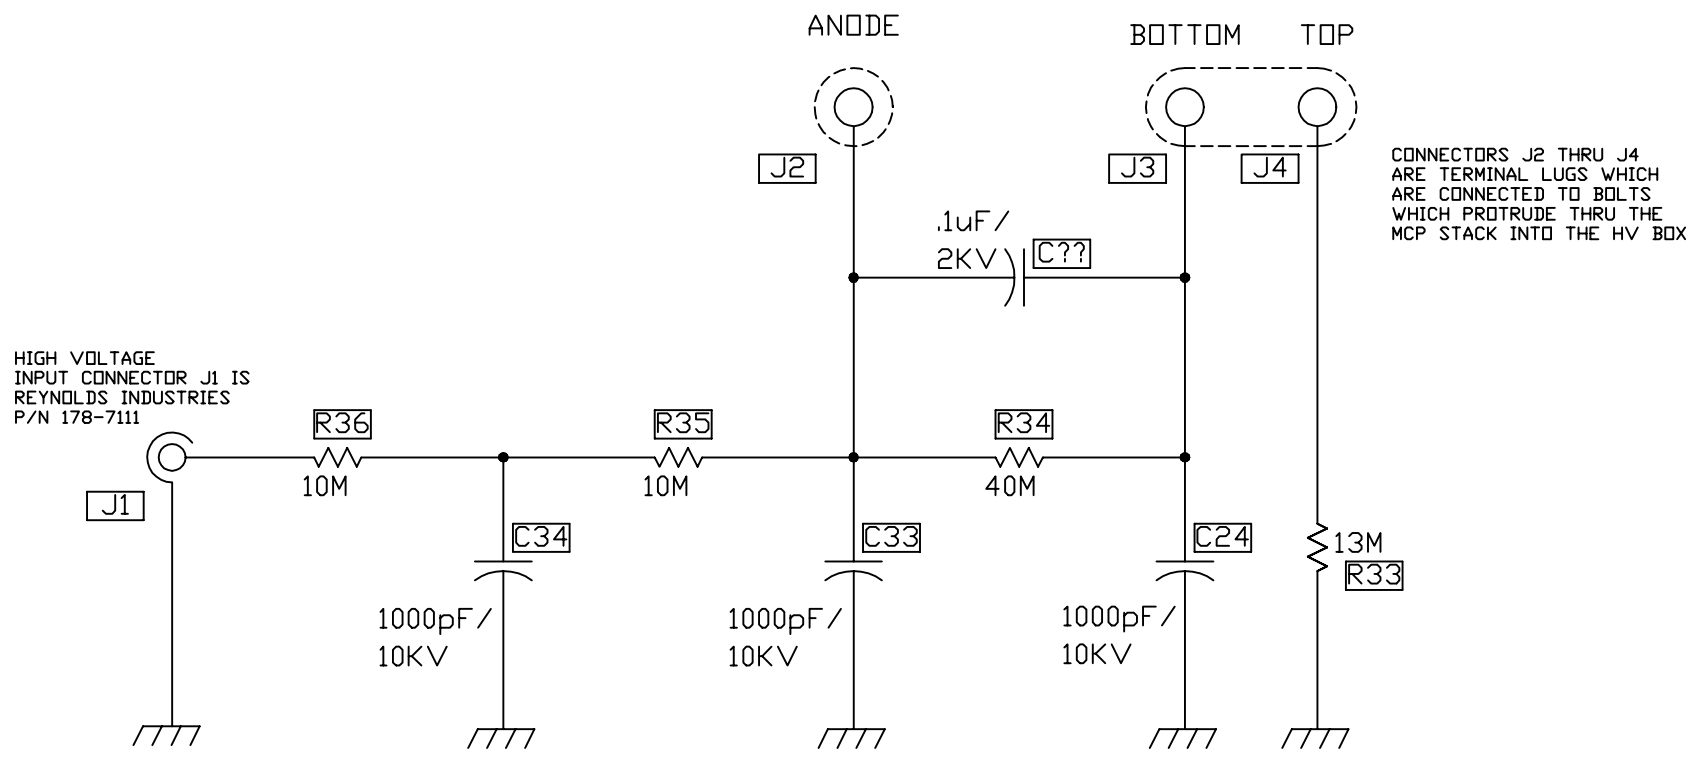 ANODE
BOTTOM
TOP
J2
J3
J4
CONNECTORS J2 THRU J4
ARE TERMINAL LUGS WHICH
ARE CONNECTED TO BOLTS
WHICH PROTRUDE THRU THE
MCP STACK INTO THE HV BOX
.1uF/
2KV
C??
HIGH VOLTAGE
INPUT CONNECTOR J1 IS
REYNOLDS INDUSTRIES
P/N 178-7111
R36
R35
R34
10M
10M
40M
J1
C34
C33
C24
13M
R33
1000pF/
10KV
1000pF/
10KV
1000pF/
10KV